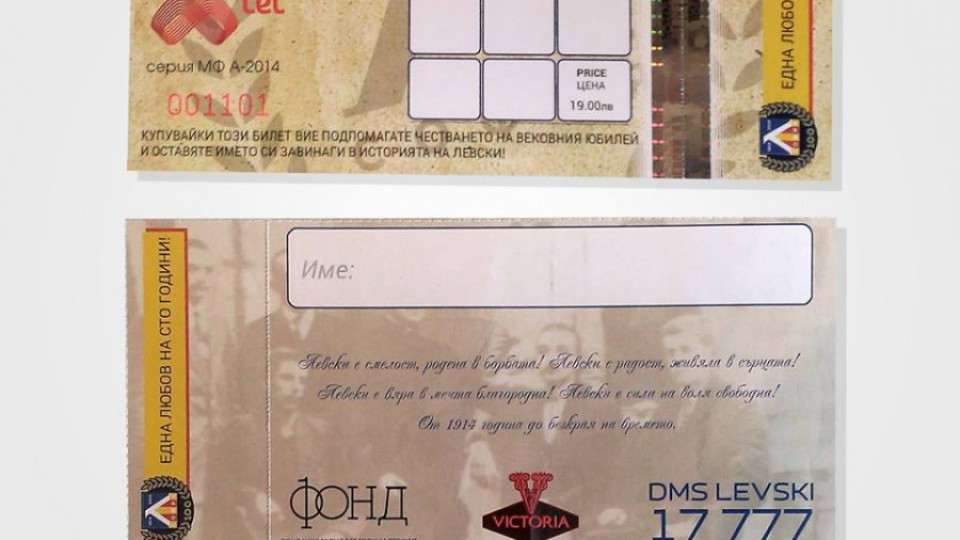 tel
серия МФ А-2014
001101
PRICE
ЦЕНА
19.00лв
КУПУВАЙКИ ТОЗИ БИЛЕТ ВИЕ ПОДПОМАГАТЕ ЧЕСТВАНЕТО НА ВЕКОВНИЯ ЮБИЛЕЙ
И ОСТАВЯТЕ ИМЕТО СИ ЗАВИНАГИ В ИСТОРИЯТА НА ЛЕВСКИ!
ЕДНА ЛЮБО
100
ЕДНА ЛЮБОВ НА СТО ГОДИНИ!
Име:
Левски е смелост, родена в борбата! Левски е радост, живяла в сърцата!
Левски е вяра в мечта благородна! Левски е сила на воля свободна!
От 1914 година до безкрая на времето.
100
ФОНД
VICTORIA
DMS LEVSKI
17 777